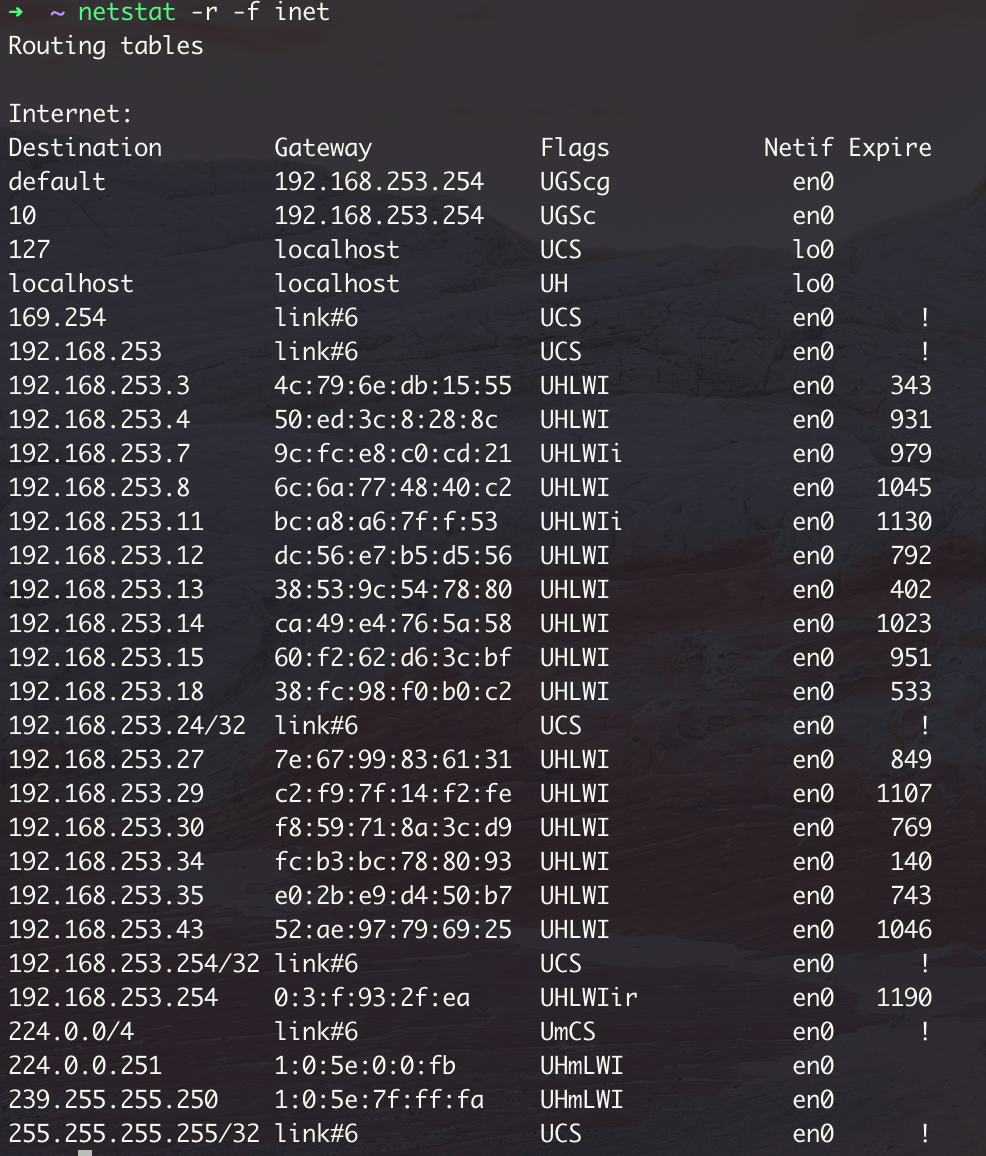 ➜  ~ netstat -r -f inet
Routing tables

Internet:
Destination        Gateway            Flags           Netif Expire
default            192.168.253.254    UGScg             en0
10                 192.168.253.254    UGSc              en0
127                localhost          UCS               lo0
localhost          localhost          UH                lo0
169.254            link#6             UCS               en0      !
192.168.253        link#6             UCS               en0      !
192.168.253.3      4c:79:6e:db:15:55  UHLWI             en0    343
192.168.253.4      50:ed:3c:8:28:8c   UHLWI             en0    931
192.168.253.7      9c:fc:e8:c0:cd:21  UHLWIi            en0    979
192.168.253.8      6c:6a:77:48:40:c2  UHLWI             en0   1045
192.168.253.11     bc:a8:a6:7f:f:53   UHLWIi            en0   1130
192.168.253.12     dc:56:e7:b5:d5:56  UHLWI             en0    792
192.168.253.13     38:53:9c:54:78:80  UHLWI             en0    402
192.168.253.14     ca:49:e4:76:5a:58  UHLWI             en0   1023
192.168.253.15     60:f2:62:d6:3c:bf  UHLWI             en0    951
192.168.253.18     38:fc:98:f0:b0:c2  UHLWI             en0    533
192.168.253.24/32  link#6             UCS               en0      !
192.168.253.27     7e:67:99:83:61:31  UHLWI             en0    849
192.168.253.29     c2:f9:7f:14:f2:fe  UHLWI             en0   1107
192.168.253.30     f8:59:71:8a:3c:d9  UHLWI             en0    769
192.168.253.34     fc:b3:bc:78:80:93  UHLWI             en0    140
192.168.253.35     e0:2b:e9:d4:50:b7  UHLWI             en0    743
192.168.253.43     52:ae:97:79:69:25  UHLWI             en0   1046
192.168.253.254/32 link#6             UCS               en0      !
192.168.253.254    0:3:f:93:2f:ea     UHLWIir           en0   1190
224.0.0/4          link#6             UmCS              en0      !
224.0.0.251        1:0:5e:0:0:fb      UHmLWI            en0
239.255.255.250    1:0:5e:7f:ff:fa    UHmLWI            en0
255.255.255.255/32 link#6             UCS               en0      !